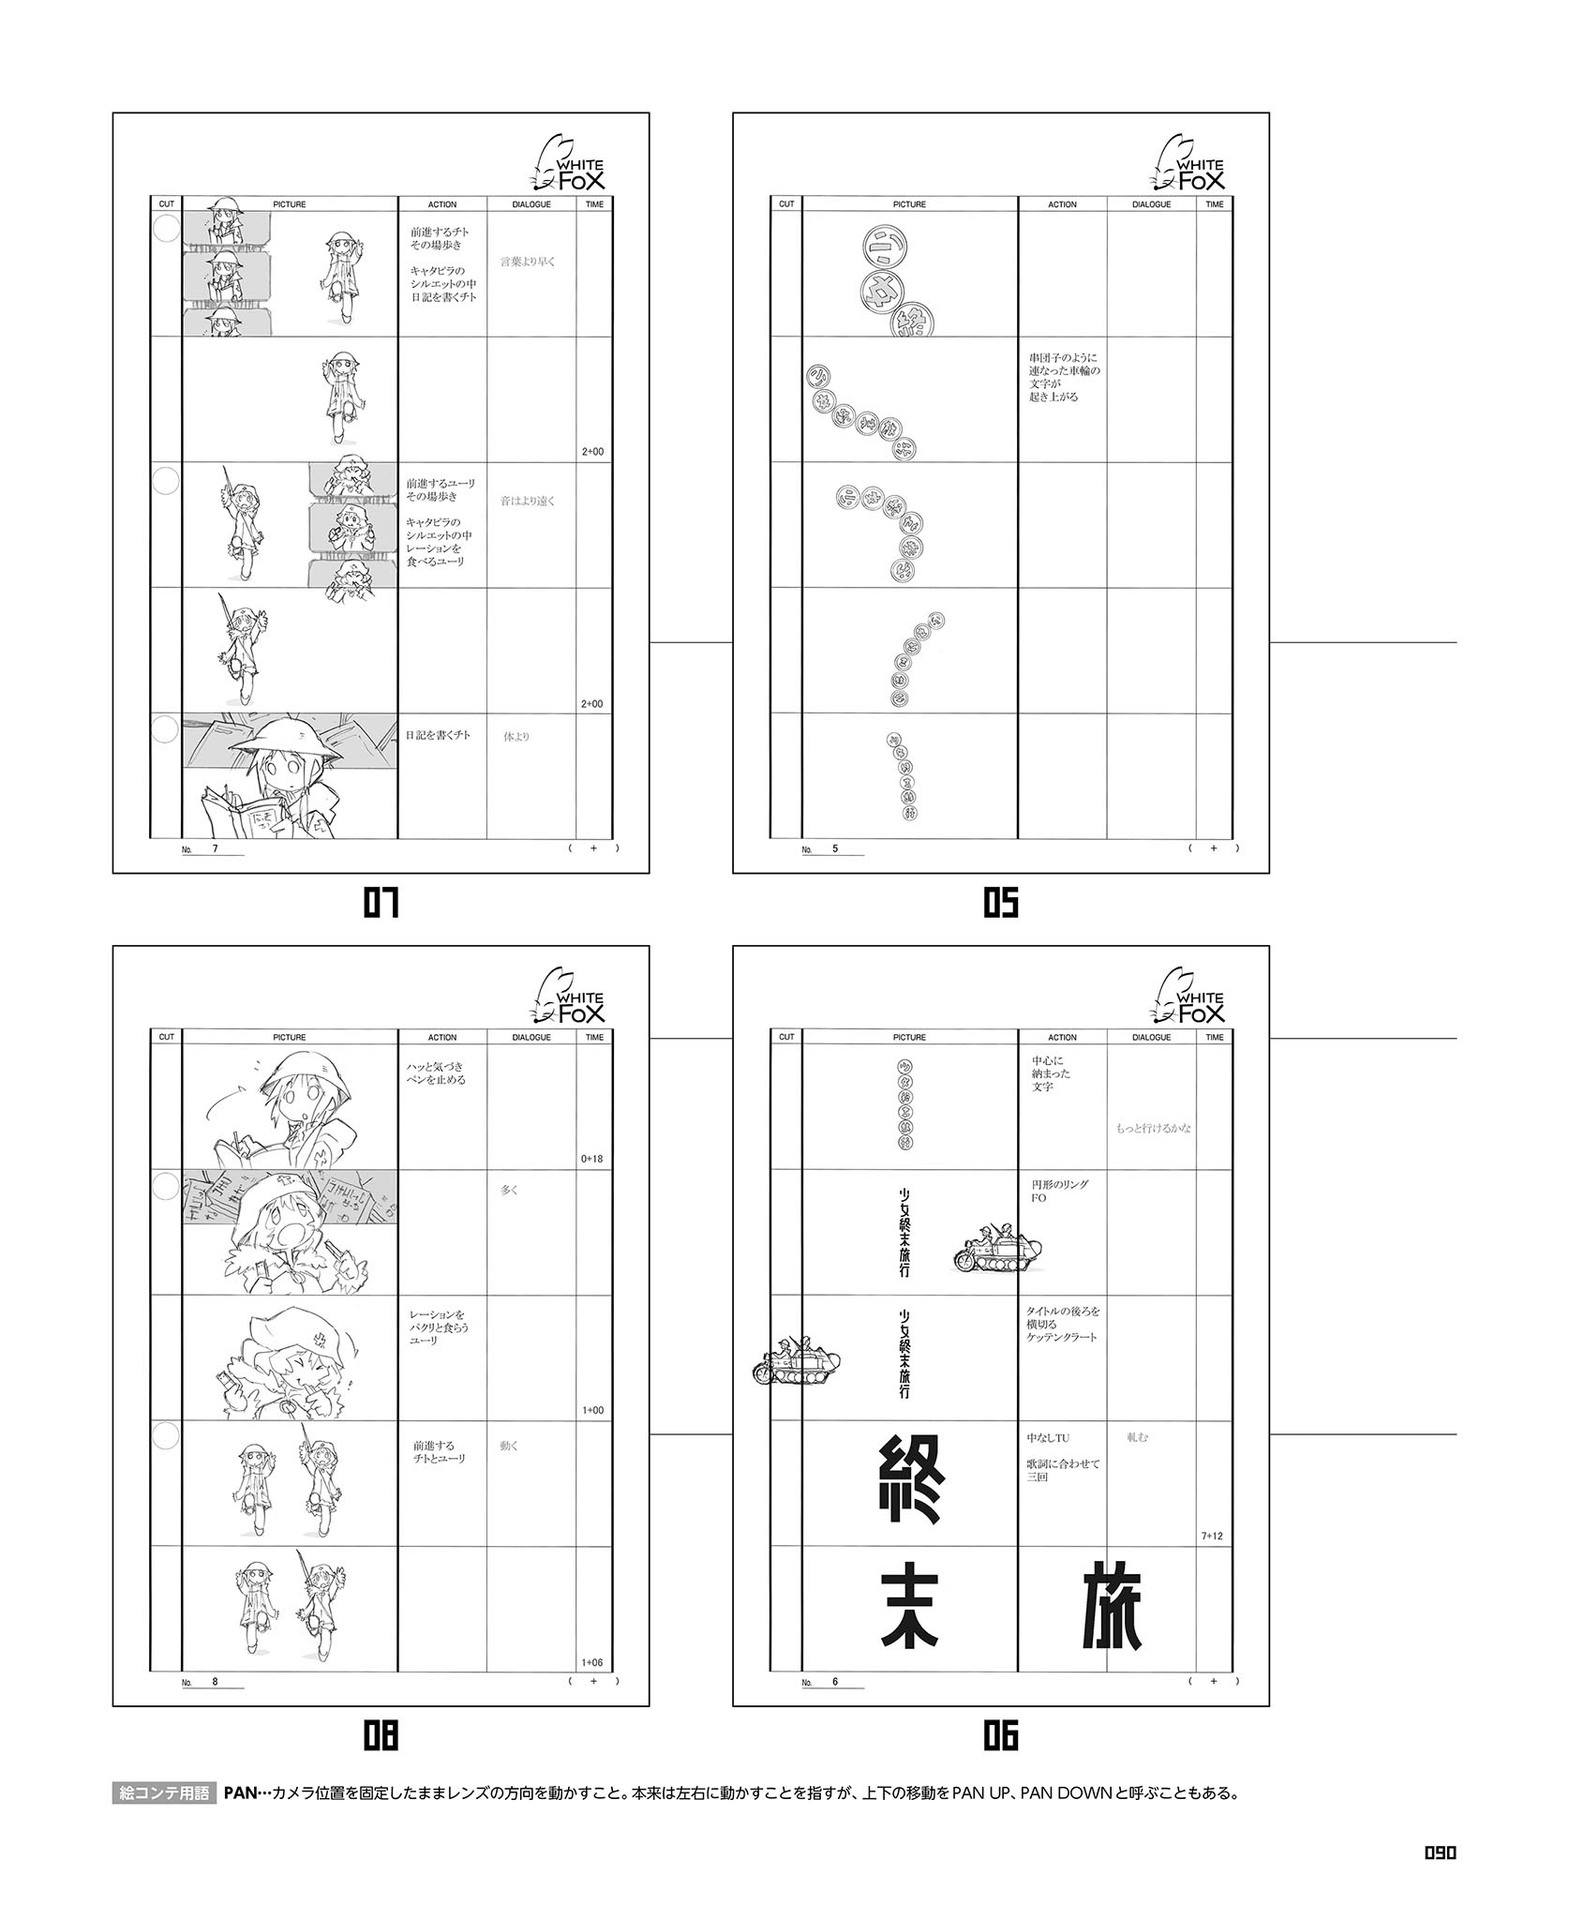 WHITE FOX
CUT PICTURE ACTION DIALOGUE TIME
女
終
串団子のように
連なった車輪の
文字が
起き上がる
No. 5
( + )
05
WHITE FOX
CUT PICTURE ACTION DIALOGUE TIME
中心に
納まった
文字
もっと行けるかな
少女終末旅行
円形のリング
FO
少女終末旅行
タイトルの後ろを
横切る
ケッテンクラート
終
中なしTU
歌詞に合わせて
三回
軋む
7+12
末
旅
No. 6
( + )
06
WHITE FOX
CUT PICTURE ACTION DIALOGUE TIME
前進するチト
その場歩き
キャタピラの
シルエットの中
日記を書くチト
言葉より早く
2+00
前進するユーリ
その場歩き
キャタピラの
シルエットの中
レーションを
食べるユーリ
音はより遠く
2+00
日記を書くチト
体より
No. 7
( + )
07
WHITE FOX
CUT PICTURE ACTION DIALOGUE TIME
ハッと気づき
ペンを止める
0+18
多く
レーションを
パクリと食らう
ユーリ
1+00
前進する
チトとユーリ
動く
1+06
No. 8
( + )
08
絵コンテ用語 PAN…カメラ位置を固定したままレンズの方向を動かすこと。本来は左右に動かすことを指すが、上下の移動をPAN UP、PAN DOWNと呼ぶこともある。
090